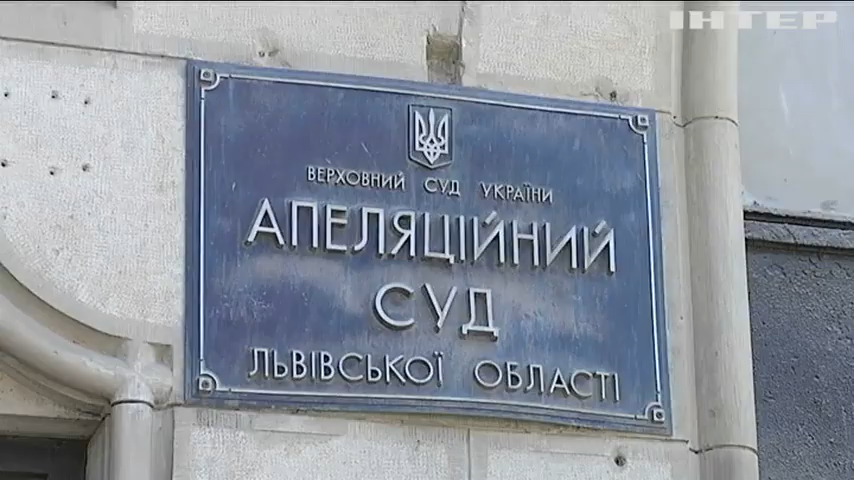 ІНТЕР
ВЕРХОВНИЙ СУД УКРАЇНИ
АПЕЛЯЦІЙНИЙ
СУД
ЛЬВІВСЬКОЇ ОБЛАСТІ